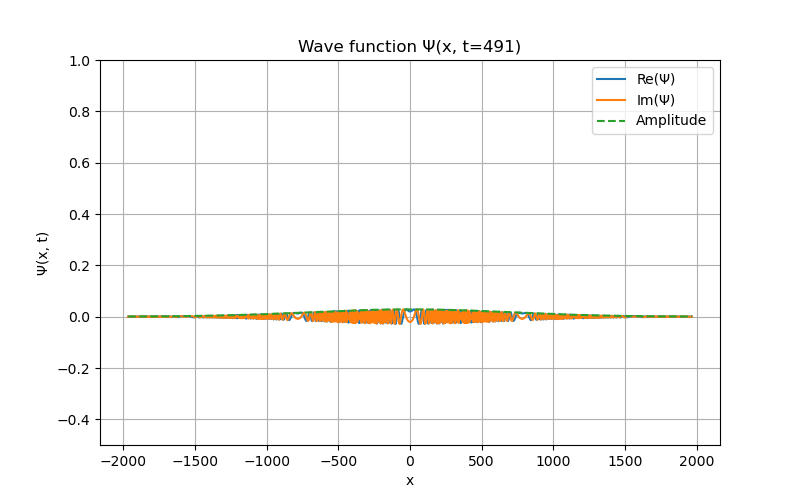 Wave function Ψ(x, t=491)
1.0
0.8
0.6
0.4
0.2
0.0
−0.2
−0.4
Ψ(x, t)
Re(Ψ)
Im(Ψ)
Amplitude
−2000 −1500 −1000 −500 0 500 1000 1500 2000
x